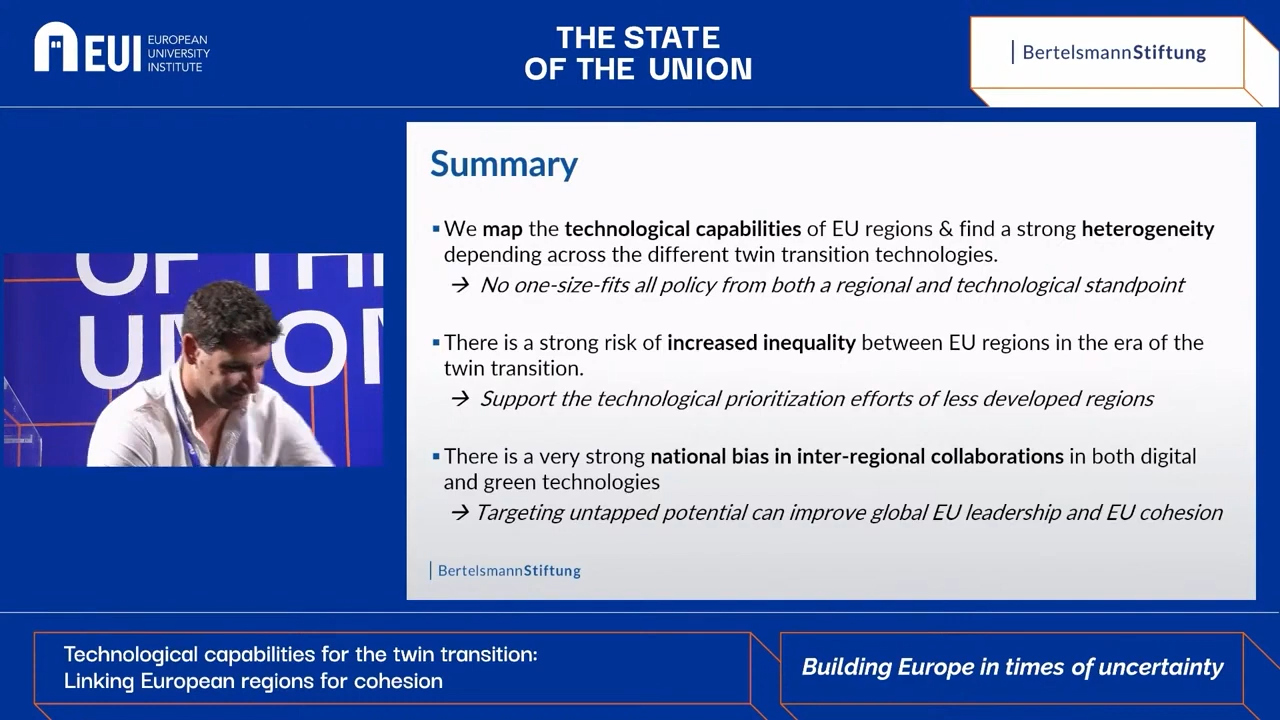 EUI EUROPEAN
UNIVERSITY
INSTITUTE
THE STATE
OF THE UNION
BertelsmannStiftung
Summary
▪We map the technological capabilities of EU regions & find a strong heterogeneity
depending across the different twin transition technologies.
→ No one-size-fits all policy from both a regional and technological standpoint
▪There is a strong risk of increased inequality between EU regions in the era of the
twin transition.
→ Support the technological prioritization efforts of less developed regions
▪There is a very strong national bias in inter-regional collaborations in both digital
and green technologies
→ Targeting untapped potential can improve global EU leadership and EU cohesion
BertelsmannStiftung
OF TH
UNION
Technological capabilities for the twin transition:
Linking European regions for cohesion
Building Europe in times of uncertainty